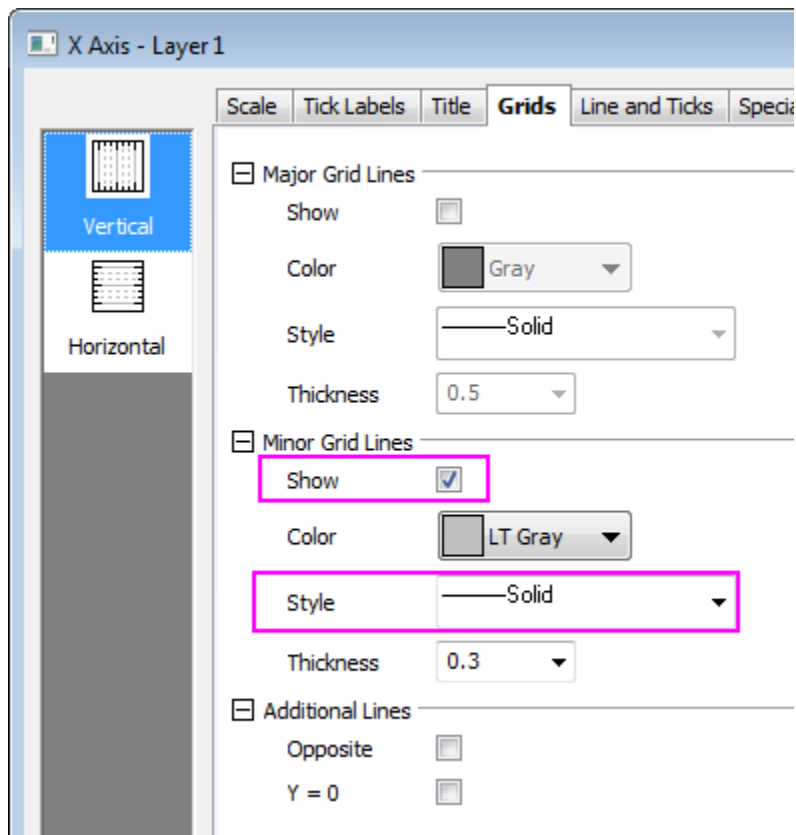 X Axis - Layer 1
Scale Tick Labels Title Grids Line and Ticks Specia
Vertical
Horizontal
Major Grid Lines
Show
Color Gray
Style Solid
Thickness 0.5
Minor Grid Lines
Show
Color LT Gray
Style Solid
Thickness 0.3
Additional Lines
Opposite
Y = 0